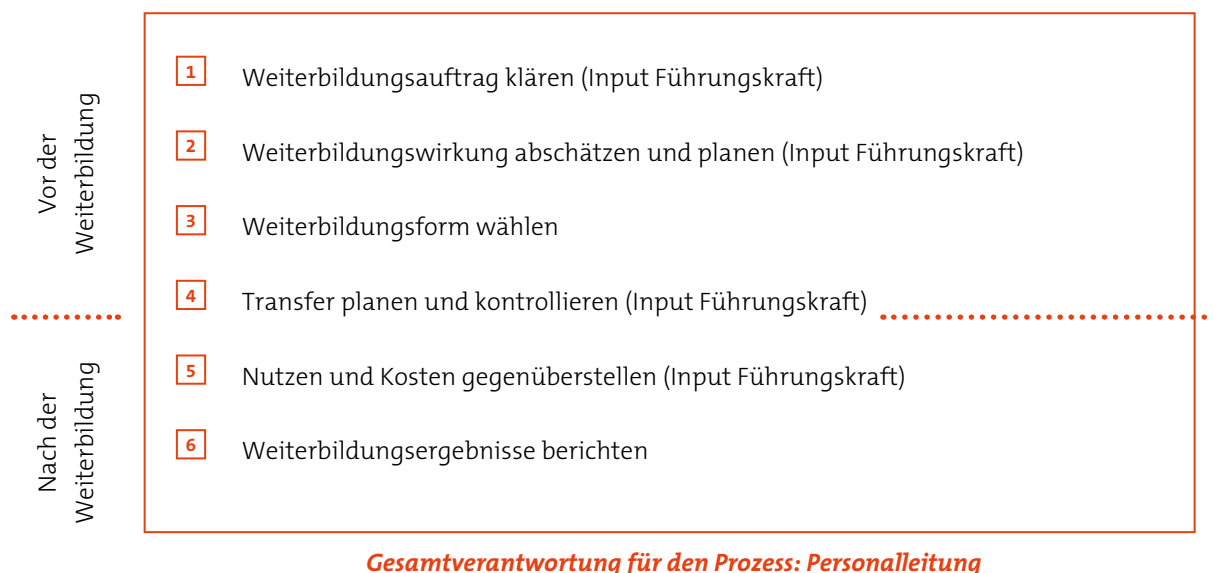 Vor der
Weiterbildung
1 Weiterbildungsauftrag klären (Input Führungskraft)
2 Weiterbildungswirkung abschätzen und planen (Input Führungskraft)
3 Weiterbildungsform wählen
4 Transfer planen und kontrollieren (Input Führungskraft)
Nach der
Weiterbildung
5 Nutzen und Kosten gegenüberstellen (Input Führungskraft)
6 Weiterbildungsergebnisse berichten
Gesamtverantwortung für den Prozess: Personalleitung